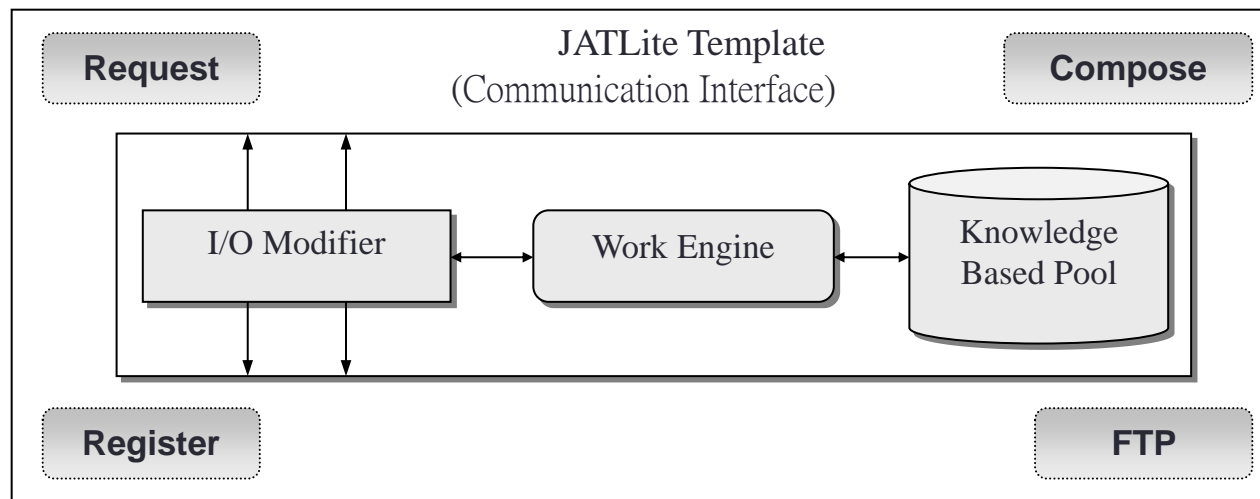 Request
JATLite Template
(Communication Interface)
Compose
I/O Modifier
Work Engine
Knowledge
Based Pool
Register
FTP